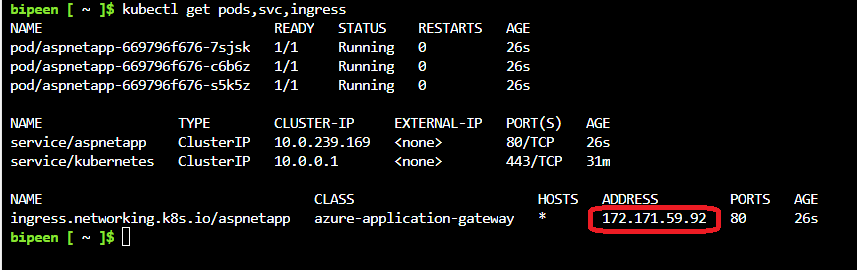 bipeen [ ~ ]$ kubectl get pods,svc,ingress
NAME READY STATUS RESTARTS AGE
pod/aspnetapp-669796f676-7sjsk 1/1 Running 0 26s
pod/aspnetapp-669796f676-c6b6z 1/1 Running 0 26s
pod/aspnetapp-669796f676-s5k5z 1/1 Running 0 26s
NAME TYPE CLUSTER-IP EXTERNAL-IP PORT(S) AGE
service/aspnetapp ClusterIP 10.0.239.169 <none> 80/TCP 26s
service/kubernetes ClusterIP 10.0.0.1 <none> 443/TCP 31m
NAME CLASS HOSTS ADDRESS PORTS AGE
ingress.networking.k8s.io/aspnetapp azure-application-gateway * 172.171.59.92 80 26s
bipeen [ ~ ]$